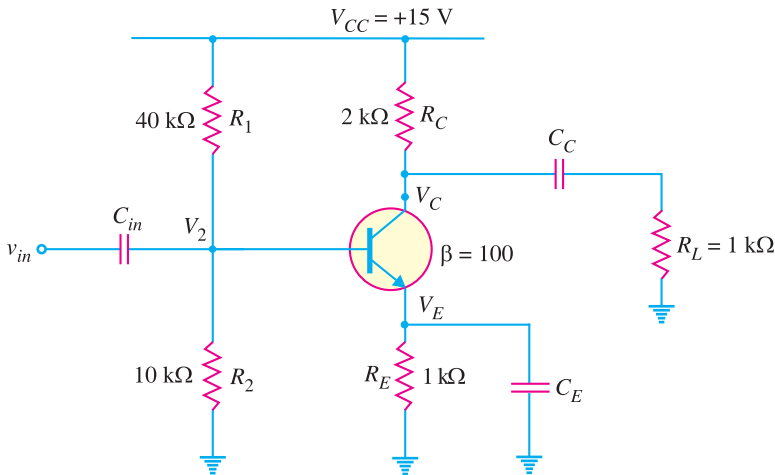 V_CC = +15 V
40 kΩ R_1
2 kΩ R_C
C_C
V_C
C_in
V_2
v_in
β = 100
R_L = 1 kΩ
V_E
10 kΩ R_2
R_E 1 kΩ
C_E